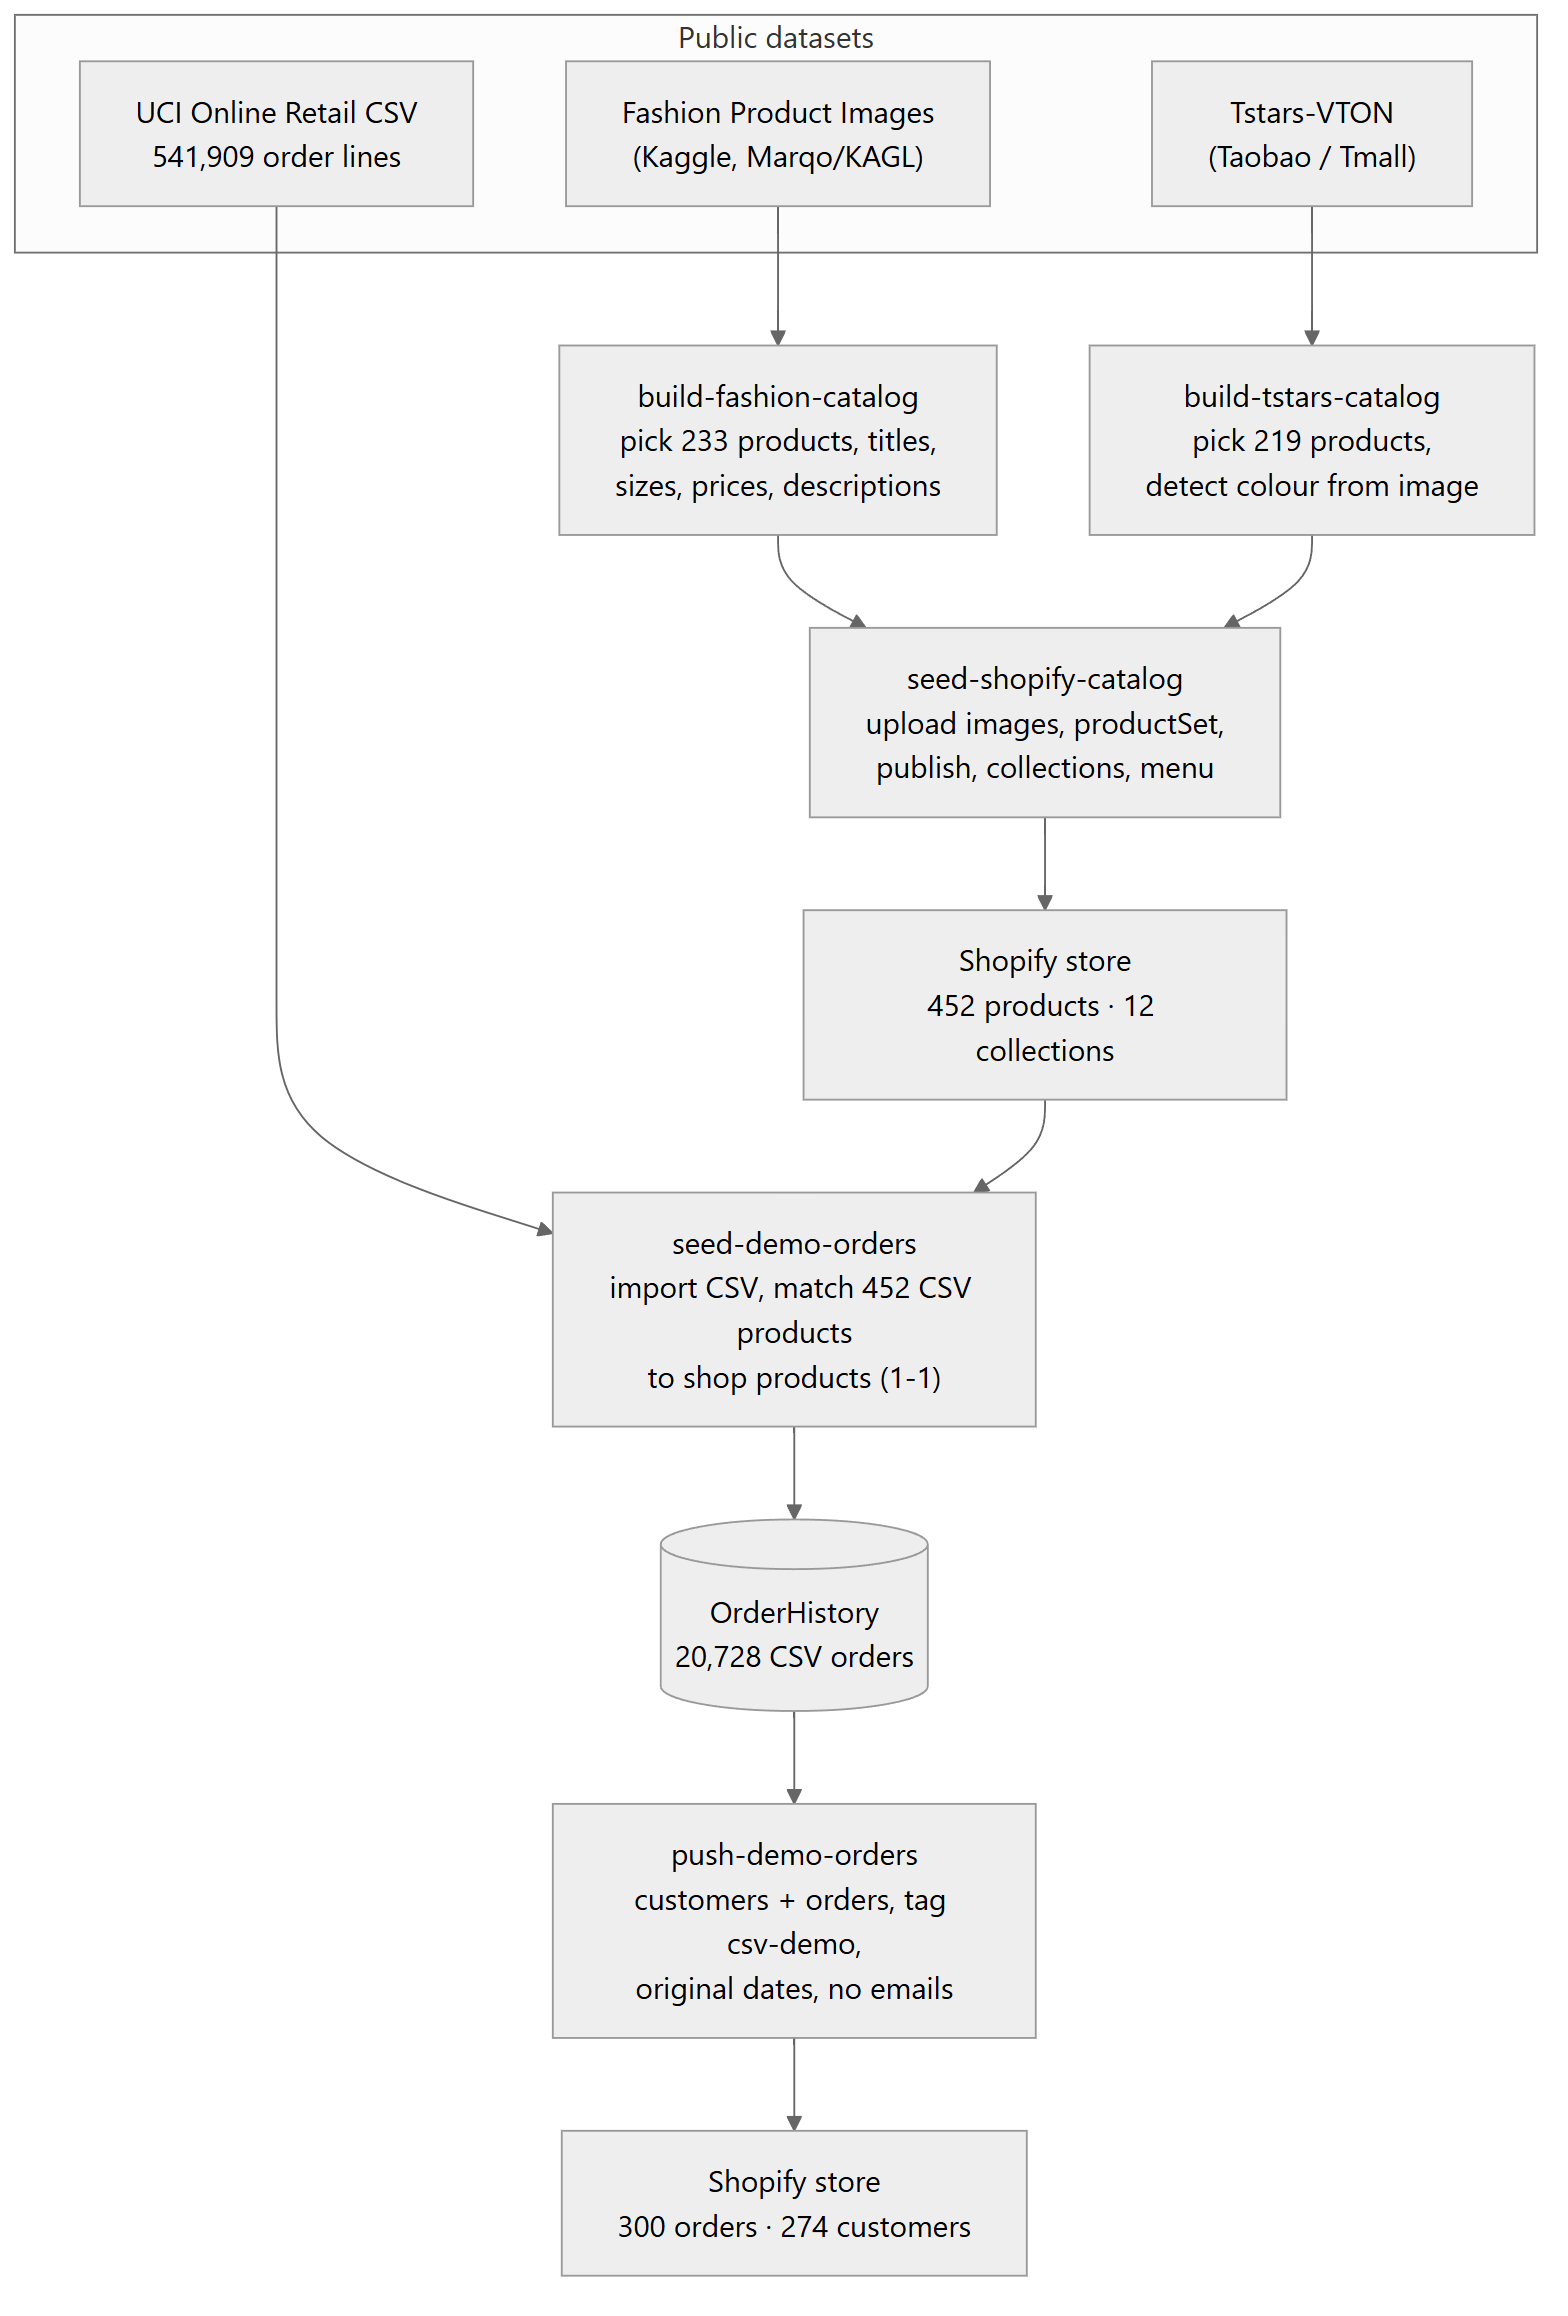 Public datasets
UCI Online Retail CSV
541,909 order lines
Fashion Product Images
(Kaggle, Marqo/KAGL)
Tstars-VTON
(Taobao / Tmall)
build-fashion-catalog
pick 233 products, titles,
sizes, prices, descriptions
build-tstars-catalog
pick 219 products,
detect colour from image
seed-shopify-catalog
upload images, productSet,
publish, collections, menu
Shopify store
452 products · 12
collections
seed-demo-orders
import CSV, match 452 CSV
products
to shop products (1-1)
OrderHistory
20,728 CSV orders
push-demo-orders
customers + orders, tag
csv-demo,
original dates, no emails
Shopify store
300 orders · 274 customers